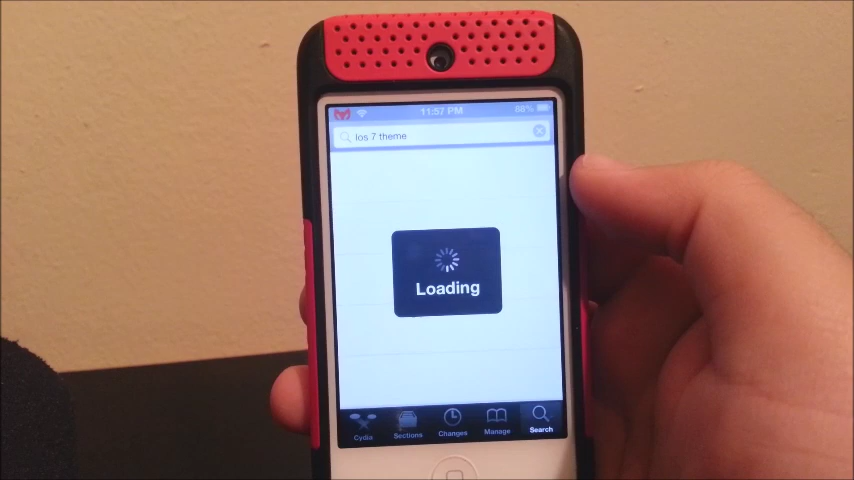 11:57 PM 88%
Ios 7 theme
Loading
Cydia Sections Changes Manage Search